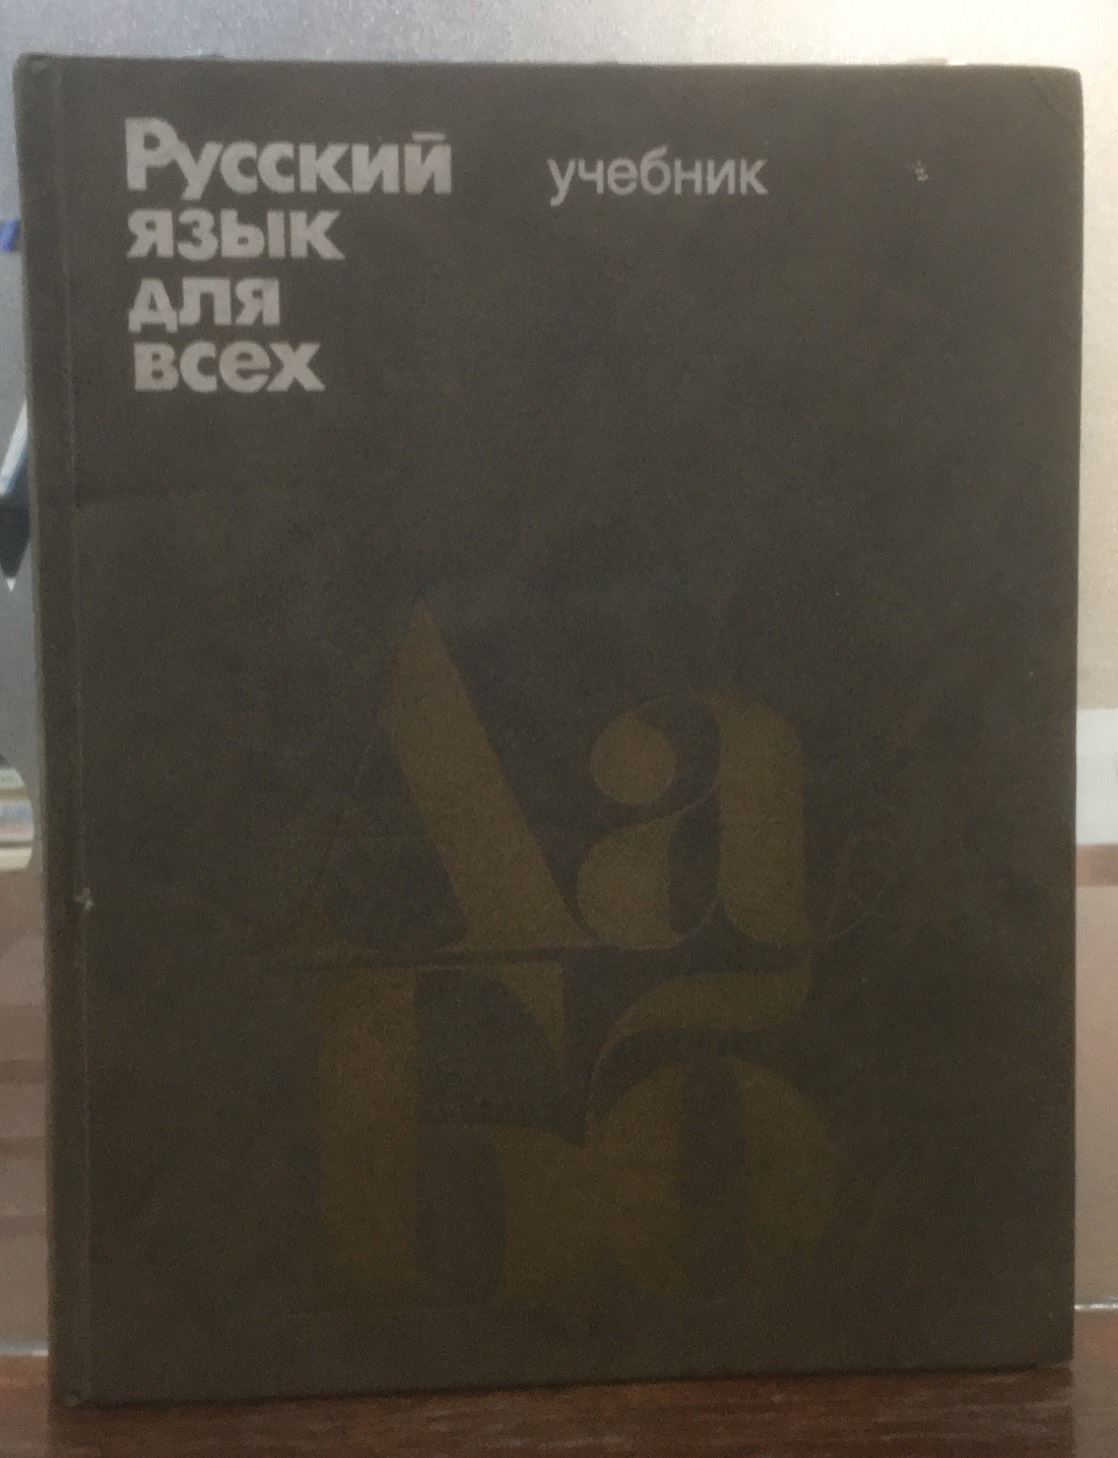 Русский
язык
для
всех
учебник
Аа
Бб